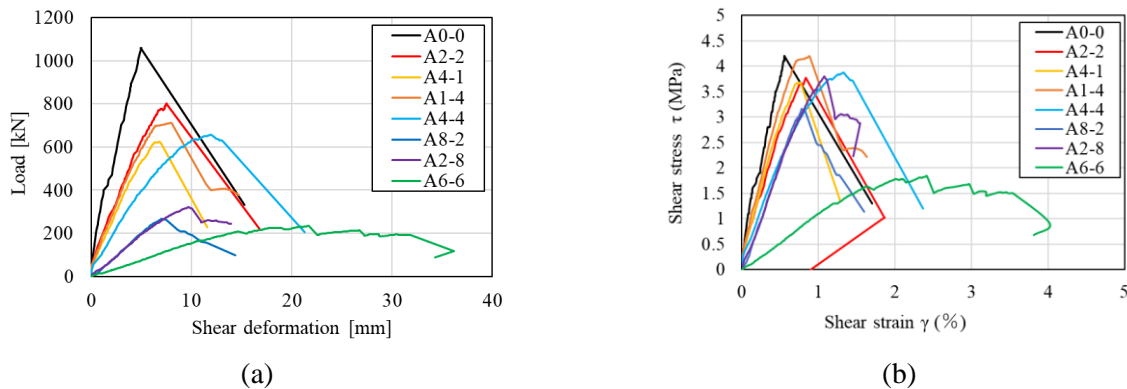 1200
1000
800
600
400
200
0
Load [kN]
0 10 20 30 40
Shear deformation [mm]
A0-0
A2-2
A4-1
A1-4
A4-4
A8-2
A2-8
A6-6
(a)
5
4.5
4
3.5
3
2.5
2
1.5
1
0.5
0
Shear stress τ (MPa)
0 1 2 3 4 5
Shear strain γ (%)
A0-0
A2-2
A4-1
A1-4
A4-4
A8-2
A2-8
A6-6
(b)